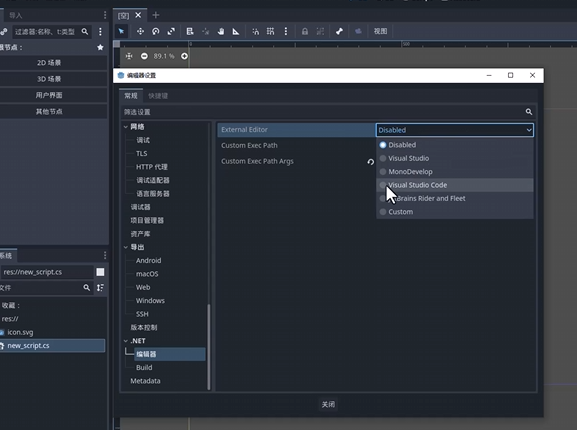 导入
[空]
过滤器:名称、t:类型
根节点：
2D 场景
3D 场景
用户界面
其他节点
视图
89.1 %
编辑器设置
常规
快捷键
筛选设置
网络
调试
TLS
HTTP 代理
调试适配器
语言服务器
调试器
项目管理器
资产库
导出
Android
macOS
Web
Windows
SSH
版本控制
.NET
编辑器
Build
Metadata
External Editor
Disabled
Custom Exec Path
Custom Exec Path Args
Disabled
Visual Studio
MonoDevelop
Visual Studio Code
Brains Rider and Fleet
Custom
关闭
系统
res://new_script.cs
文件
收藏：
res://
icon.svg
new_script.cs